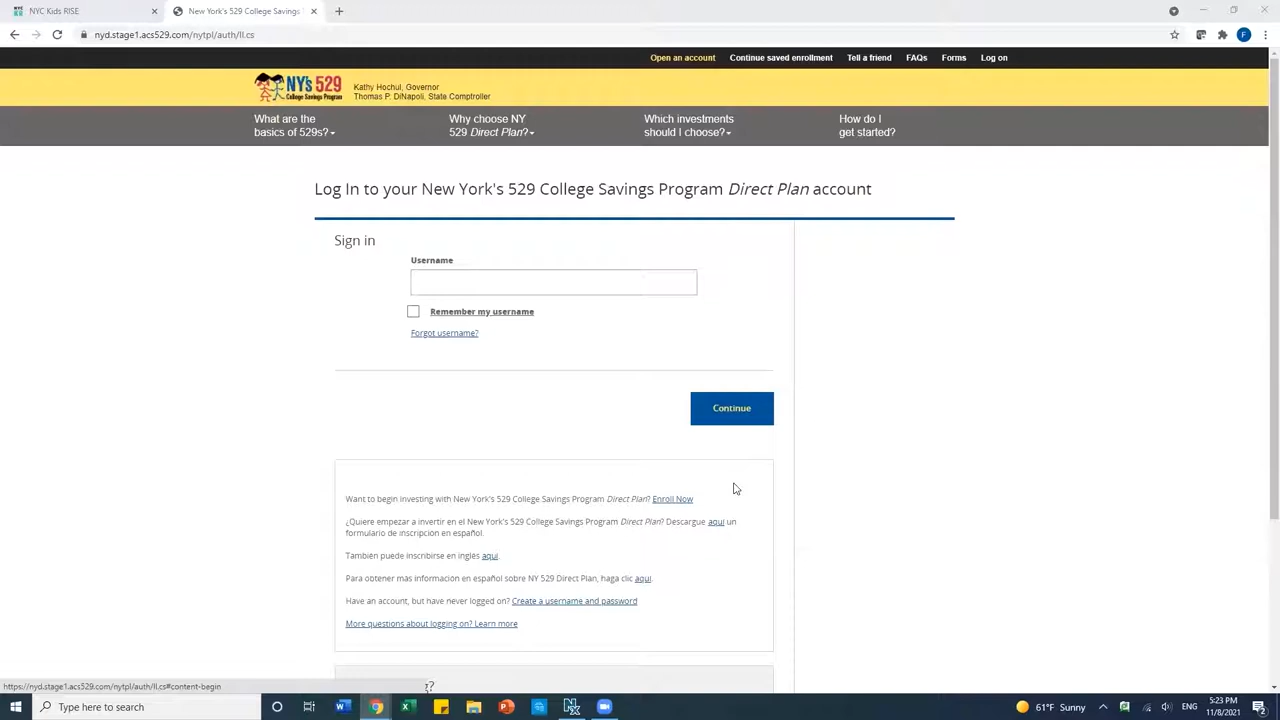 NYC Kids RISE
New York's 529 College Savings
nyd.stage1.acs529.com/nytpl/auth/ll.cs
F
Open an account Continue saved enrollment Tell a friend FAQs Forms Log on
NY's 529
College Savings Program
Kathy Hochul, Governor
Thomas P. DiNapoli, State Comptroller
What are the
basics of 529s?
Why choose NY
529 Direct Plan?
Which investments
should I choose?
How do I
get started?
Log In to your New York's 529 College Savings Program Direct Plan account
Sign in
Username
Remember my username
Forgot username?
Continue
Want to begin investing with New York's 529 College Savings Program Direct Plan? Enroll Now
¿Quiere empezar a invertir en el New York's 529 College Savings Program Direct Plan? Descargue aquí un
formulario de inscripción en español.
También puede inscribirse en inglés aquí.
Para obtener más información en español sobre NY 529 Direct Plan, haga clic aquí.
Have an account, but have never logged on? Create a username and password
More questions about logging on? Learn more
https://nyd.stage1.acs529.com/nytpl/auth/ll.cs#content-begin
Type here to search
61°F Sunny
ENG
5:23 PM
11/8/2021
2